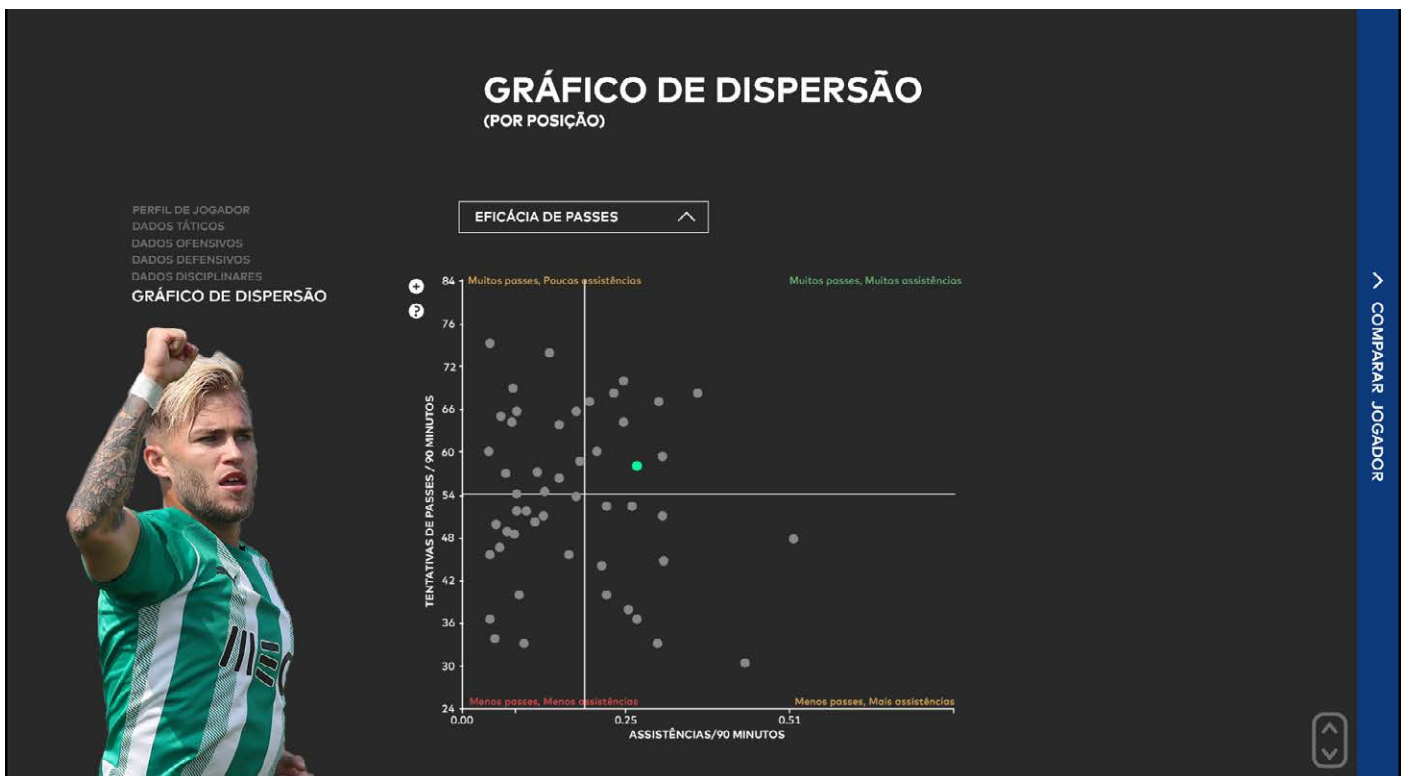 GRÁFICO DE DISPERSÃO
(POR POSIÇÃO)
PERFIL DE JOGADOR
DADOS TÁTICOS
DADOS OFENSIVOS
DADOS DEFENSIVOS
DADOS DISCIPLINARES
GRÁFICO DE DISPERSÃO
EFICÁCIA DE PASSES
+
?
TENTATIVAS DE PASSES / 90 MINUTOS
84
76
72
66
60
54
48
42
36
30
24
Muitos passes, Poucas assistências
Muitos passes, Muitas assistências
Menos passes, Menos assistências
Menos passes, Mais assistências
0.00
0.25
0.51
ASSISTÊNCIAS/90 MINUTOS
COMPARAR JOGADOR